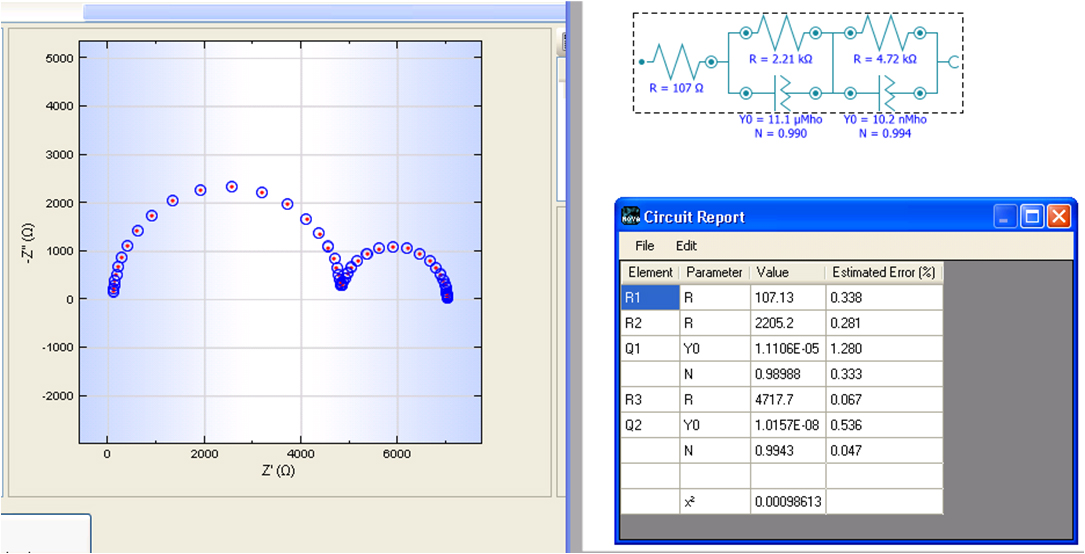 5000
4000
3000
2000
1000
0
-1000
-2000
-Z'' (Ω)
0 2000 4000 6000
Z' (Ω)
R = 107 Ω
R = 2.21 kΩ
R = 4.72 kΩ
Y0 = 11.1 µMho
N = 0.990
Y0 = 10.2 nMho
N = 0.994
Circuit Report
File Edit
Element Parameter Value Estimated Error (%)
R1 R 107.13 0.338
R2 R 2205.2 0.281
Q1 Y0 1.1106E-05 1.280
N 0.98988 0.333
R3 R 4717.7 0.067
Q2 Y0 1.0157E-08 0.536
N 0.9943 0.047
x² 0.00098613